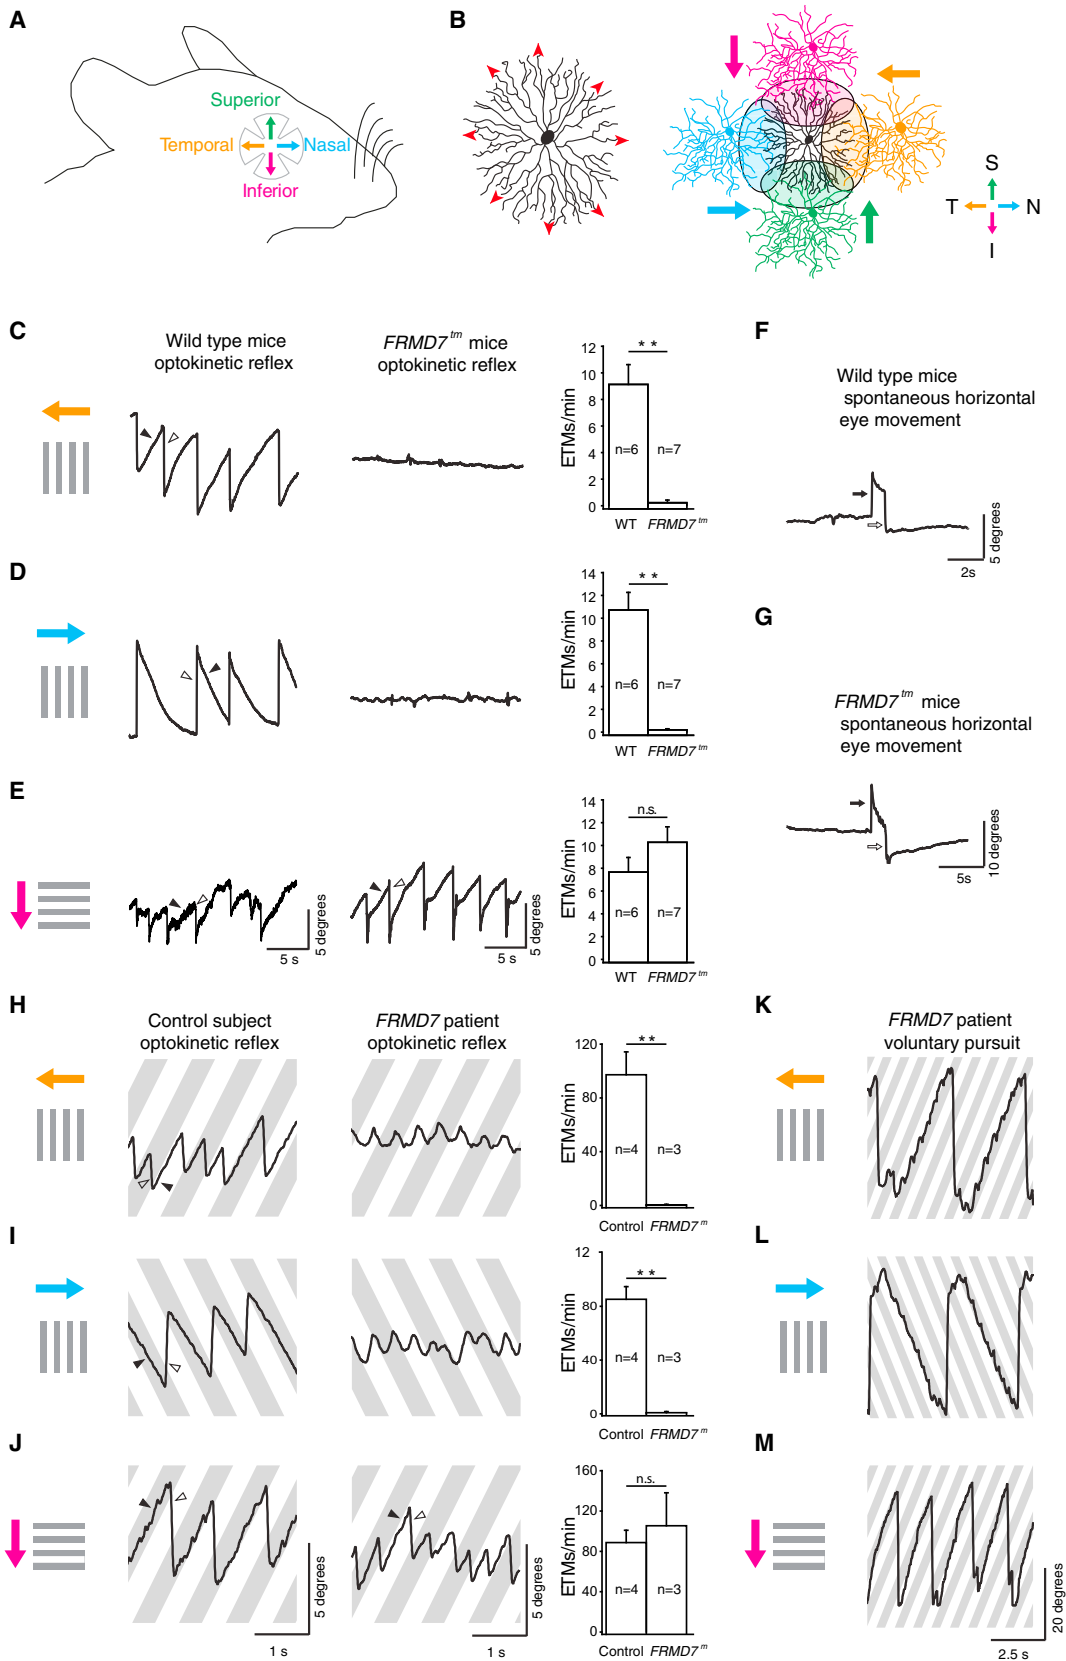 A
Superior
Temporal
Nasal
Inferior
B
S
T
N
I
C
Wild type mice
optokinetic reflex
FRMD7 tm mice
optokinetic reflex
ETMs/min
12
10
8
6
4
2
0
* *
n=6
n=7
WT
FRMD7 tm
D
ETMs/min
14
12
10
8
6
4
2
0
* *
n=6
n=7
WT
FRMD7 tm
E
5 s
5 degrees
5 s
5 degrees
ETMs/min
14
12
10
8
6
4
2
0
n.s.
n=6
n=7
WT
FRMD7 tm
F
Wild type mice
spontaneous horizontal
eye movement
5 degrees
2s
G
FRMD7 tm mice
spontaneous horizontal
eye movement
10 degrees
5s
H
Control subject
optokinetic reflex
FRMD7 patient
optokinetic reflex
ETMs/min
120
80
40
0
* *
n=4
n=3
Control
FRMD7 m
I
ETMs/min
12
80
40
0
* *
n=4
n=3
Control
FRMD7 m
J
5 degrees
1 s
5 degrees
1 s
ETMs/min
160
120
80
40
0
n.s.
n=4
n=3
Control
FRMD7 m
K
FRMD7 patient
voluntary pursuit
L
M
20 degrees
2.5 s